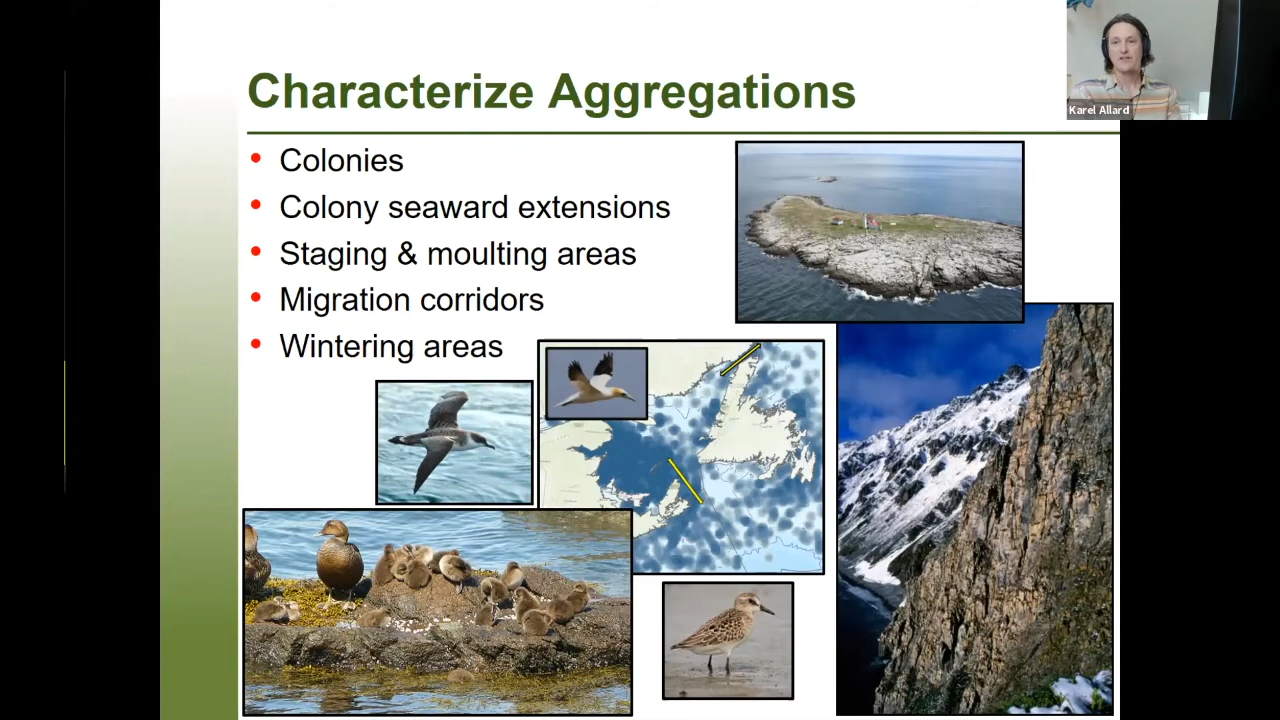 Characterize Aggregations
• Colonies
• Colony seaward extensions
• Staging & moulting areas
• Migration corridors
• Wintering areas
Karel Allard